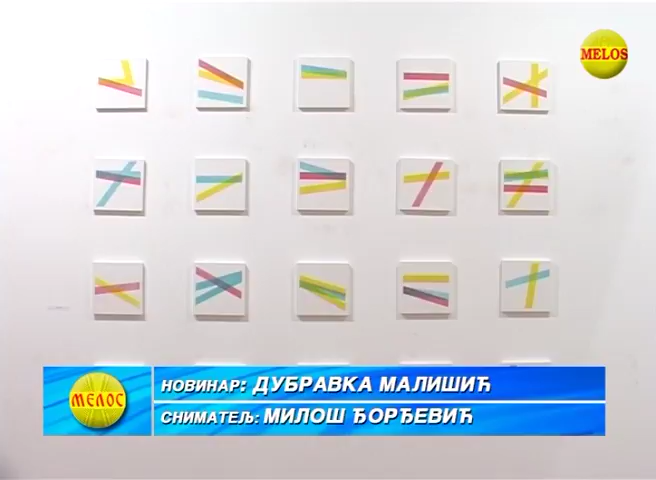 MELOS
МЕЛОС
НОВИНАР: ДУБРАВКА МАЛИШИЋ
СНИМАТЕЉ: МИЛОШ ЂОРЂЕВИЋ